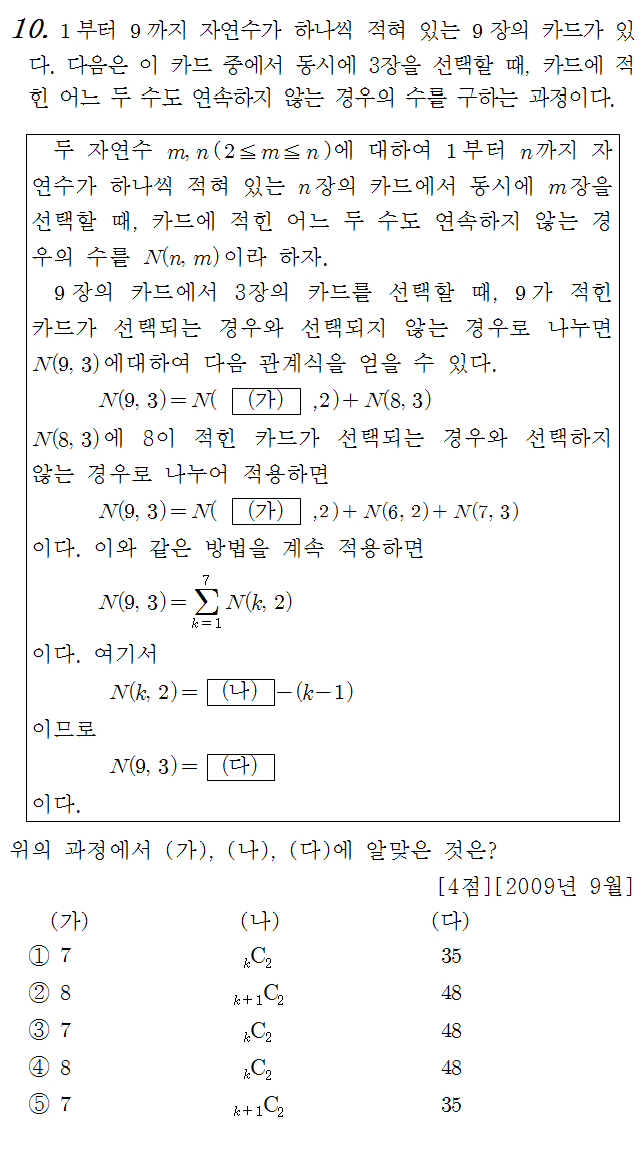 10. 1부터 9까지 자연수가 하나씩 적혀 있는 9장의 카드가 있
다. 다음은 이 카드 중에서 동시에 3장을 선택할 때, 카드에 적
힌 어느 두 수도 연속하지 않는 경우의 수를 구하는 과정이다.
두 자연수 m, n(2≦m≦n)에 대하여 1부터 n까지 자
연수가 하나씩 적혀 있는 n장의 카드에서 동시에 m장을
선택할 때, 카드에 적힌 어느 두 수도 연속하지 않는 경
우의 수를 N(n, m)이라 하자.
9장의 카드에서 3장의 카드를 선택할 때, 9가 적힌
카드가 선택되는 경우와 선택되지 않는 경우로 나누면
N(9, 3)에대하여 다음 관계식을 얻을 수 있다.
N(9, 3)=N( (가) ,2)+N(8, 3)
N(8, 3)에 8이 적힌 카드가 선택되는 경우와 선택하지
않는 경우로 나누어 적용하면
N(9, 3)=N( (가) ,2)+N(6, 2)+N(7, 3)
이다. 이와 같은 방법을 계속 적용하면
N(9, 3)=∑_{k=1}^{7} N(k, 2)
이다. 여기서
N(k, 2)= (나) -(k-1)
이므로
N(9, 3)= (다)
이다.
위의 과정에서 (가), (나), (다)에 알맞은 것은?
[4점][2009년 9월]
(가) (나) (다)
① 7 ₖC₂ 35
② 8 ₖ₊₁C₂ 48
③ 7 ₖC₂ 48
④ 8 ₖC₂ 48
⑤ 7 ₖ₊₁C₂ 35